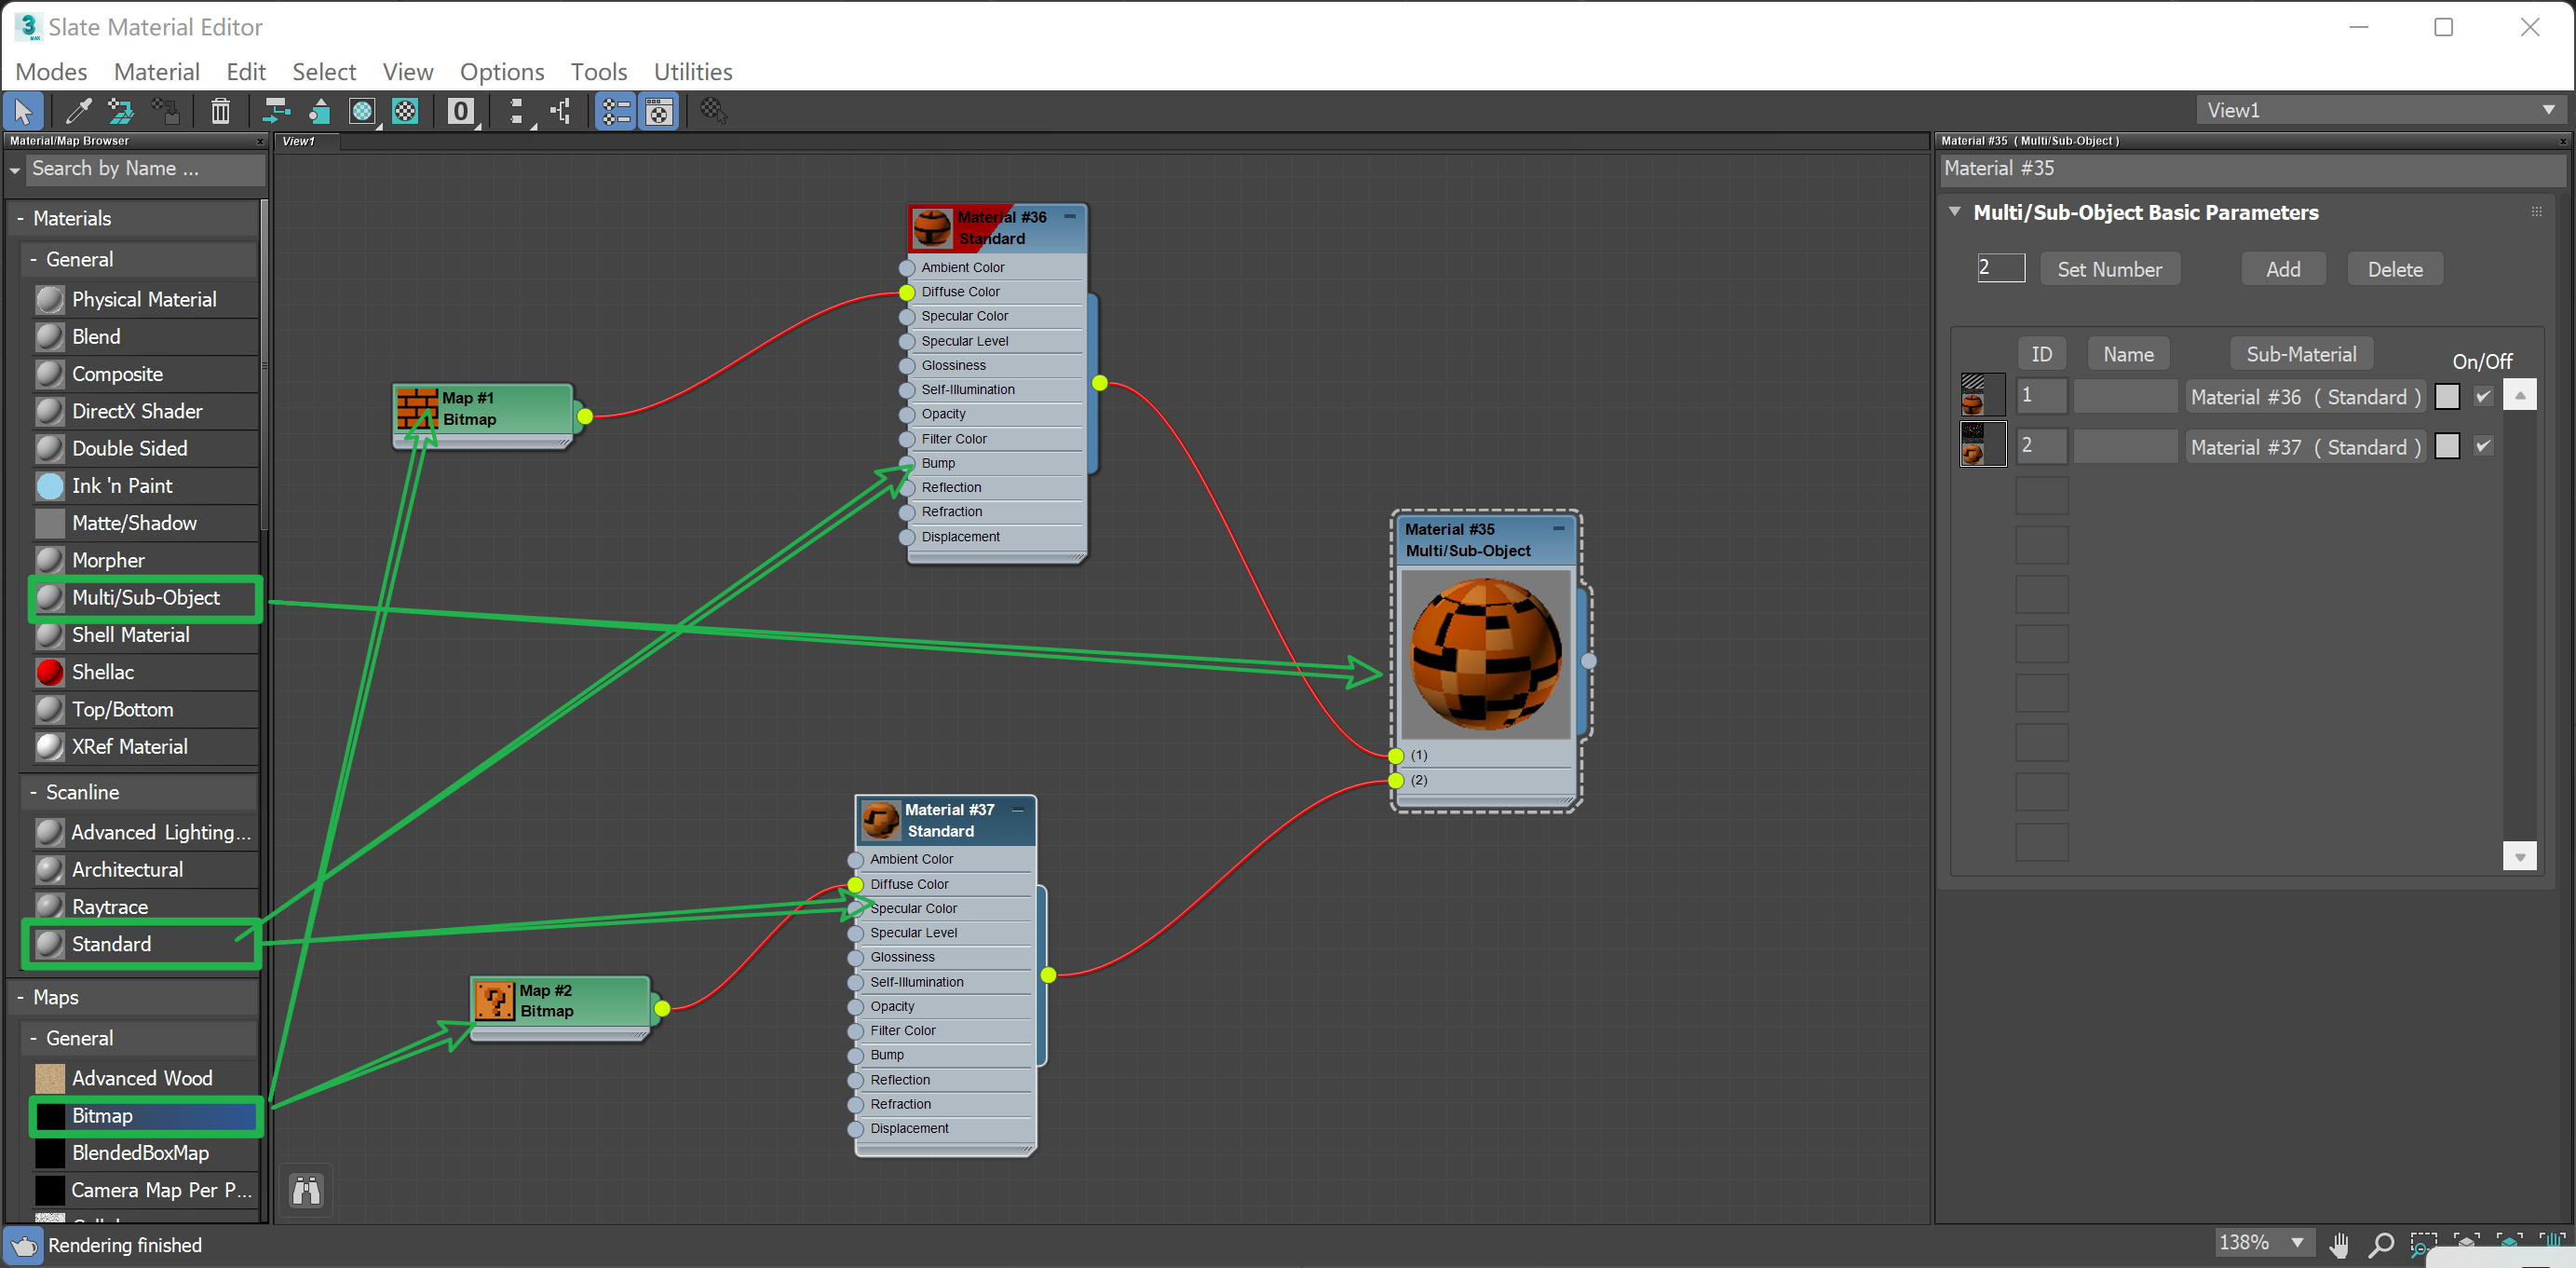 Slate Material Editor
Modes Material Edit Select View Options Tools Utilities
0
View1
Material/Map Browser
Search by Name ...
- Materials
- General
Physical Material
Blend
Composite
DirectX Shader
Double Sided
Ink 'n Paint
Matte/Shadow
Morpher
Multi/Sub-Object
Shell Material
Shellac
Top/Bottom
XRef Material
- Scanline
Advanced Lighting...
Architectural
Raytrace
Standard
- Maps
- General
Advanced Wood
Bitmap
BlendedBoxMap
Camera Map Per P...
Rendering finished
View1
Map #1
Bitmap
Material #36
Standard
Ambient Color
Diffuse Color
Specular Color
Specular Level
Glossiness
Self-Illumination
Opacity
Filter Color
Bump
Reflection
Refraction
Displacement
Map #2
Bitmap
Material #37
Standard
Ambient Color
Diffuse Color
Specular Color
Specular Level
Glossiness
Self-Illumination
Opacity
Filter Color
Bump
Reflection
Refraction
Displacement
Material #35
Multi/Sub-Object
(1)
(2)
Material #35 ( Multi/Sub-Object )
Material #35
Multi/Sub-Object Basic Parameters
2 Set Number Add Delete
ID Name Sub-Material On/Off
1 Material #36 ( Standard )
2 Material #37 ( Standard )
138%